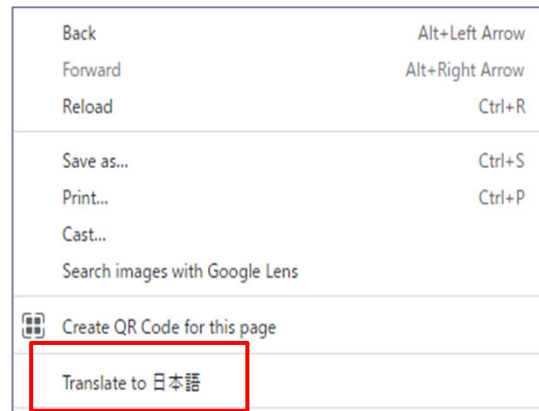 Back Alt+Left Arrow
Forward Alt+Right Arrow
Reload Ctrl+R
Save as... Ctrl+S
Print... Ctrl+P
Cast...
Search images with Google Lens
Create QR Code for this page
Translate to 日本語